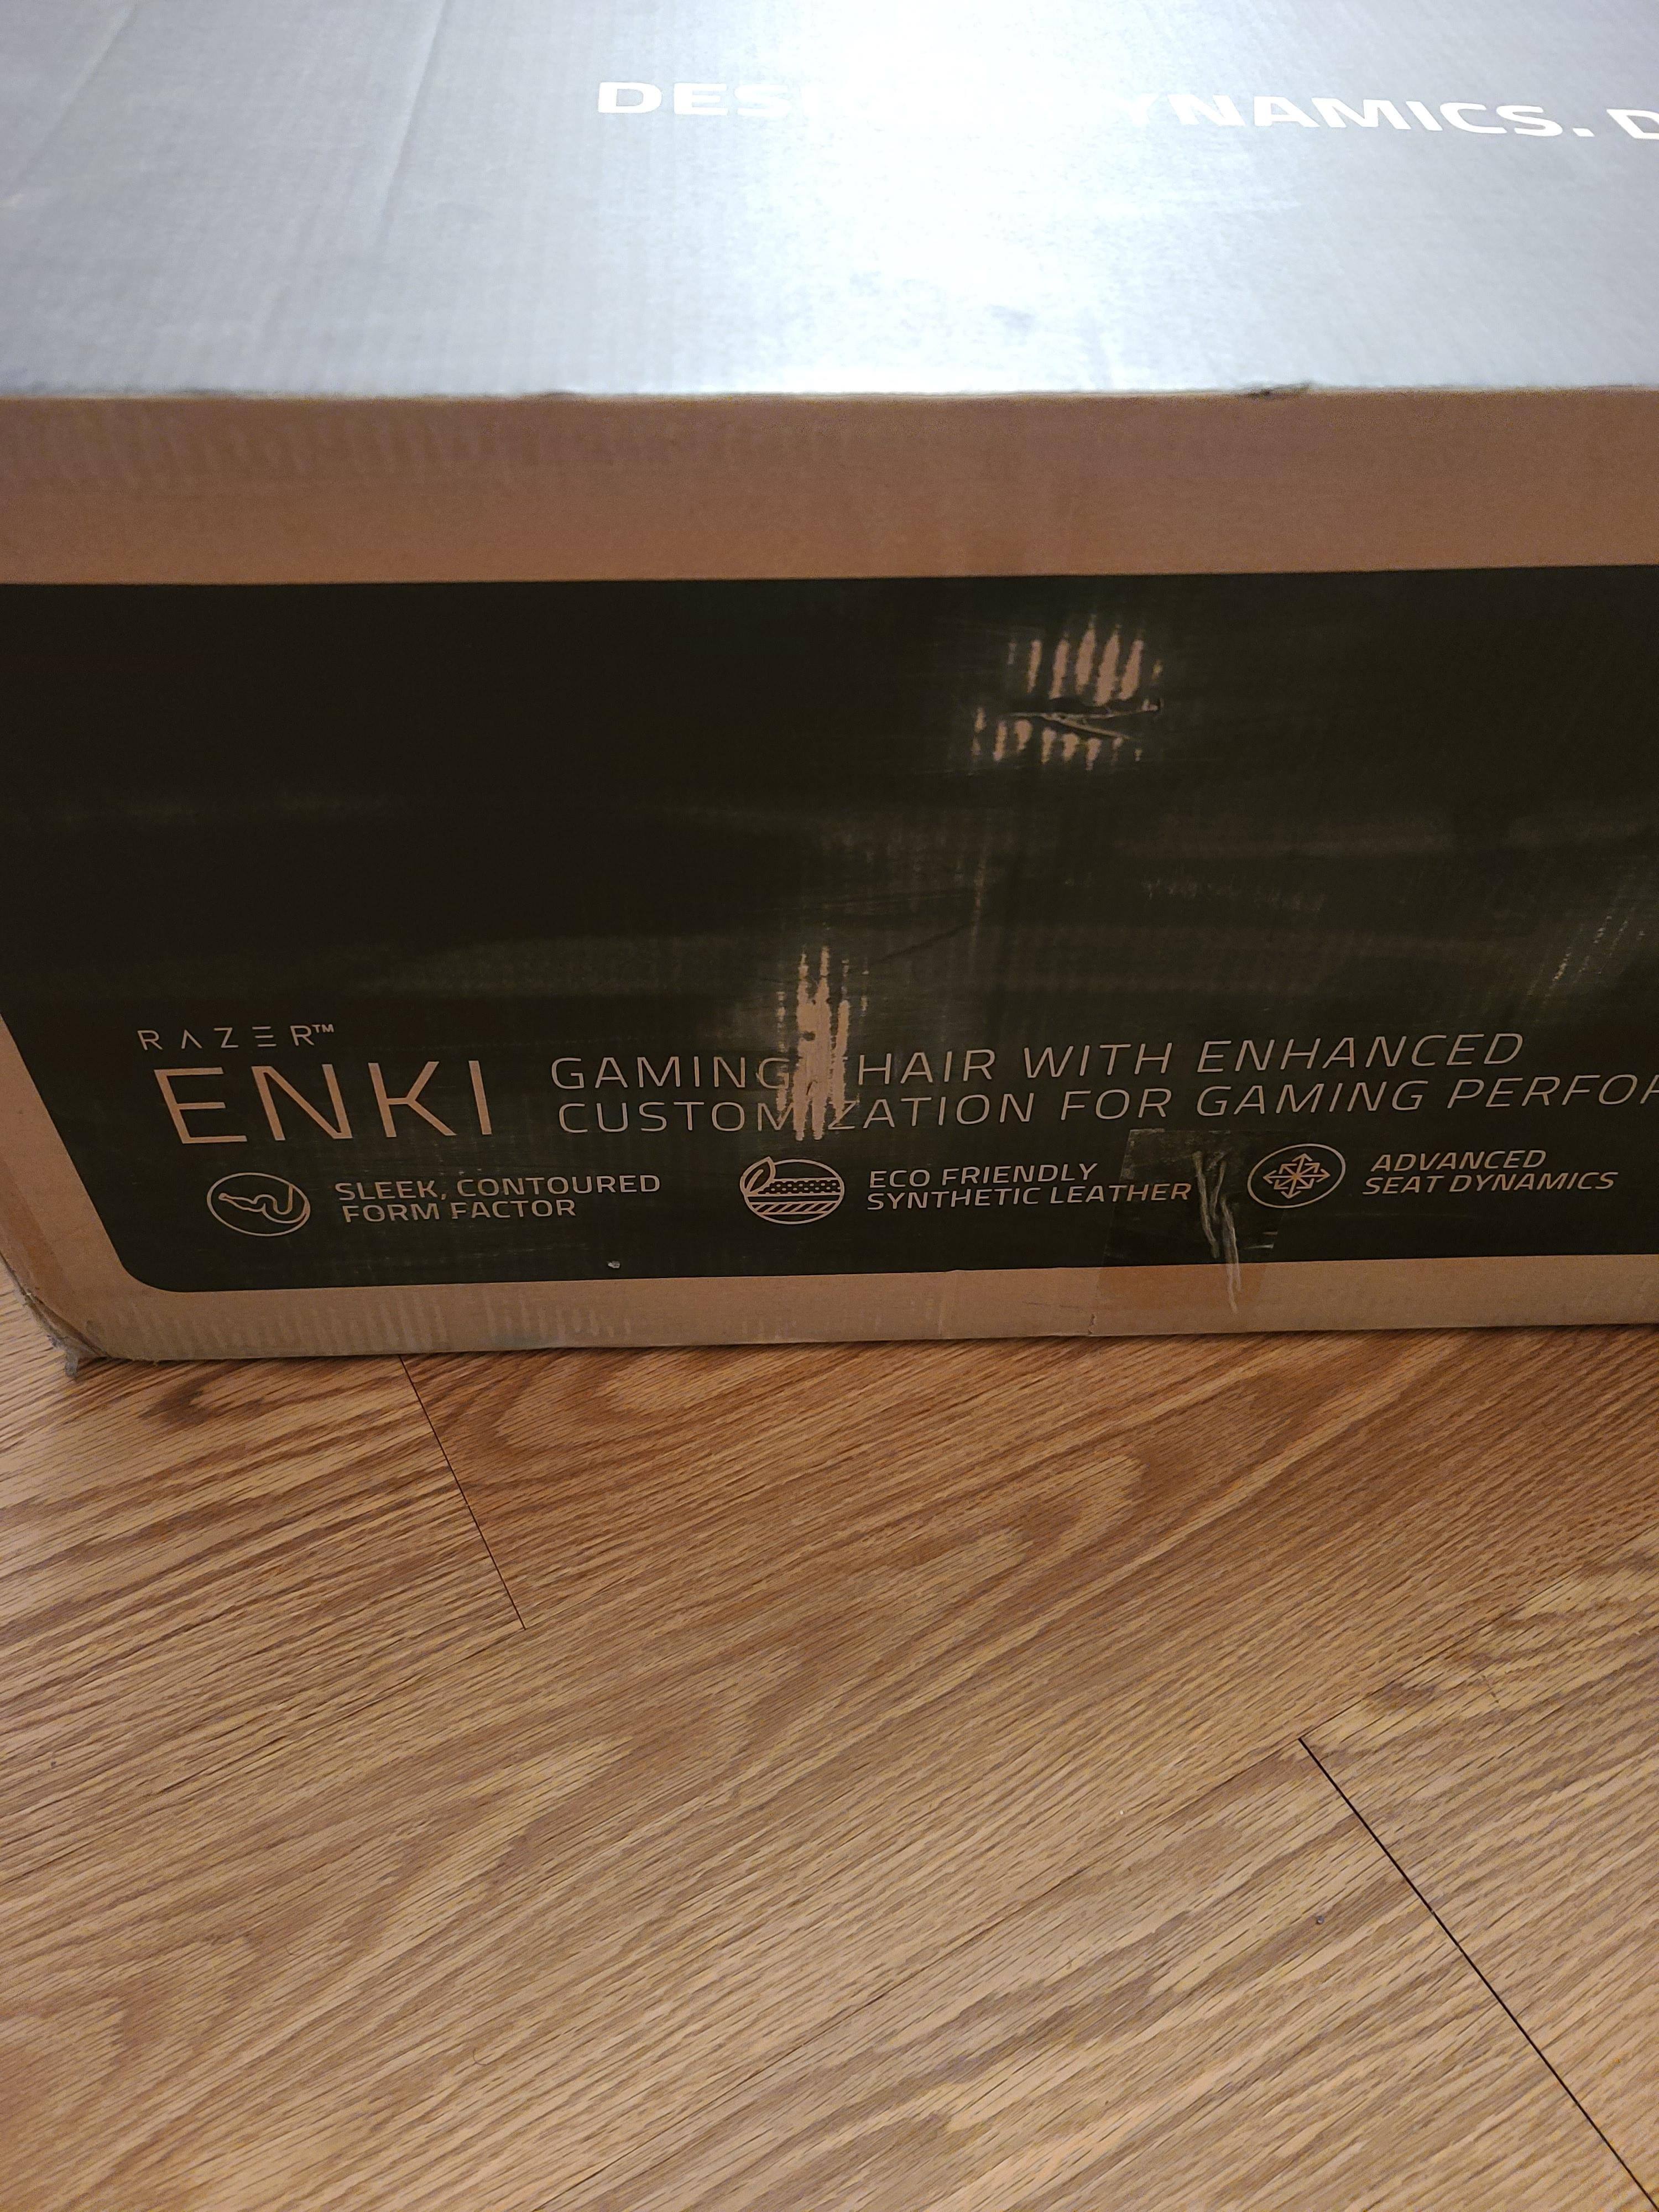 DYNAMICS.
RAZER™
ENKI
GAMING CHAIR WITH ENHANCED
CUSTOMIZATION FOR GAMING
SLEEK, CONTOURED
FORM FACTOR
ECO FRIENDLY
SYNTHETIC LEATHER
ADVANCED
SEAT DYNAMICS